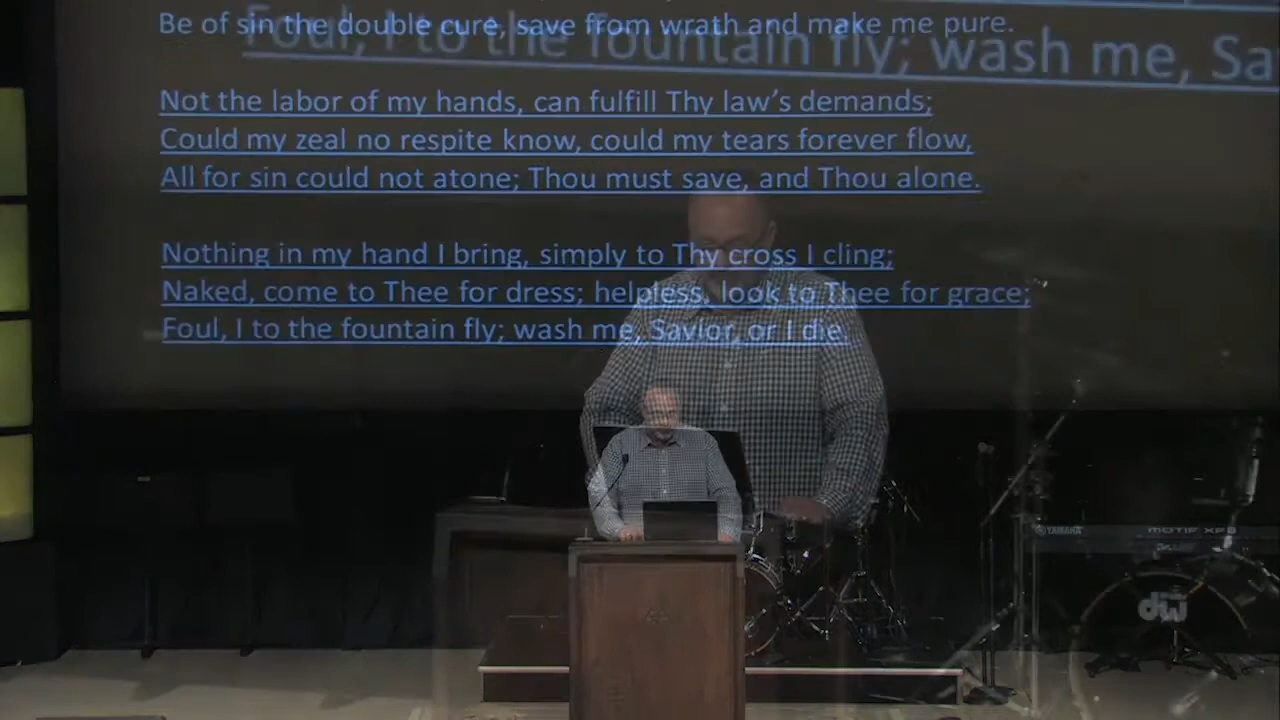 Be of sin the double cure, save from wrath and make me pure.
Foul, I to the fountain fly; wash me, Sa
Not the labor of my hands, can fulfill Thy law’s demands;
Could my zeal no respite know, could my tears forever flow,
All for sin could not atone; Thou must save, and Thou alone.
Nothing in my hand I bring, simply to Thy cross I cling;
Naked, come to Thee for dress; helpless, look to Thee for grace;
Foul, I to the fountain fly; wash me, Savior, or I die.
YAMAHA MOTIF XF8
dw